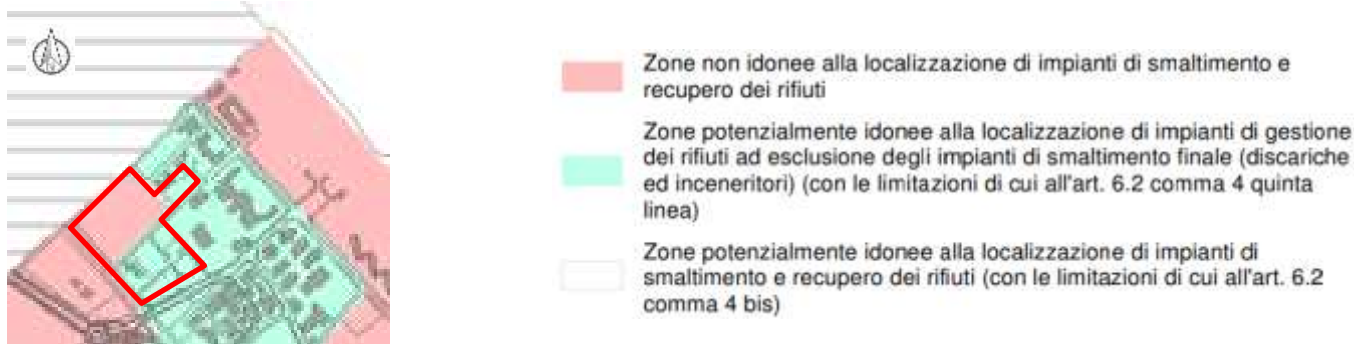 Zone non idonee alla localizzazione di impianti di smaltimento e
recupero dei rifiuti
Zone potenzialmente idonee alla localizzazione di impianti di gestione
dei rifiuti ad esclusione degli impianti di smaltimento finale (discariche
ed inceneritori) (con le limitazioni di cui all'art. 6.2 comma 4 quinta
linea)
Zone potenzialmente idonee alla localizzazione di impianti di
smaltimento e recupero dei rifiuti (con le limitazioni di cui all'art. 6.2
comma 4 bis)